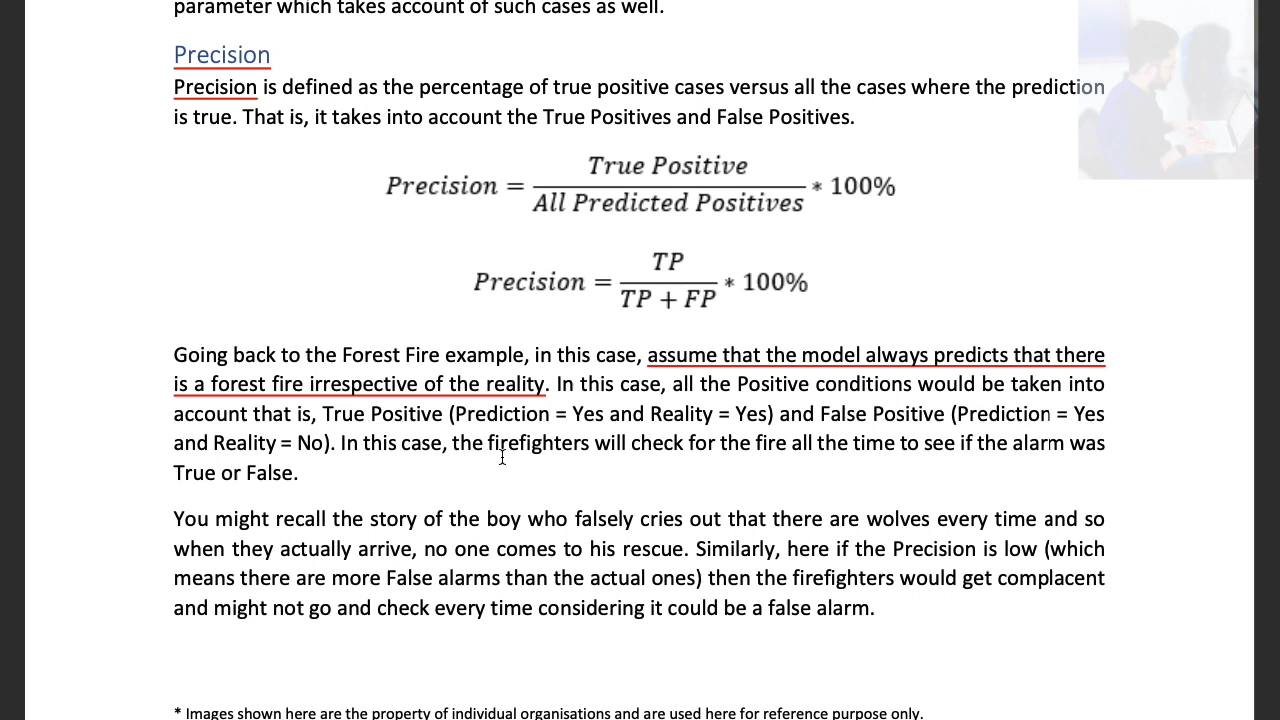 parameter which takes account of such cases as well.
Precision
Precision is defined as the percentage of true positive cases versus all the cases where the prediction
is true. That is, it takes into account the True Positives and False Positives.
Precision = True Positive / All Predicted Positives * 100%
Precision = TP / TP + FP * 100%
Going back to the Forest Fire example, in this case, assume that the model always predicts that there
is a forest fire irrespective of the reality. In this case, all the Positive conditions would be taken into
account that is, True Positive (Prediction = Yes and Reality = Yes) and False Positive (Prediction = Yes
and Reality = No). In this case, the firefighters will check for the fire all the time to see if the alarm was
True or False.
You might recall the story of the boy who falsely cries out that there are wolves every time and so
when they actually arrive, no one comes to his rescue. Similarly, here if the Precision is low (which
means there are more False alarms than the actual ones) then the firefighters would get complacent
and might not go and check every time considering it could be a false alarm.
* Images shown here are the property of individual organisations and are used here for reference purpose only.